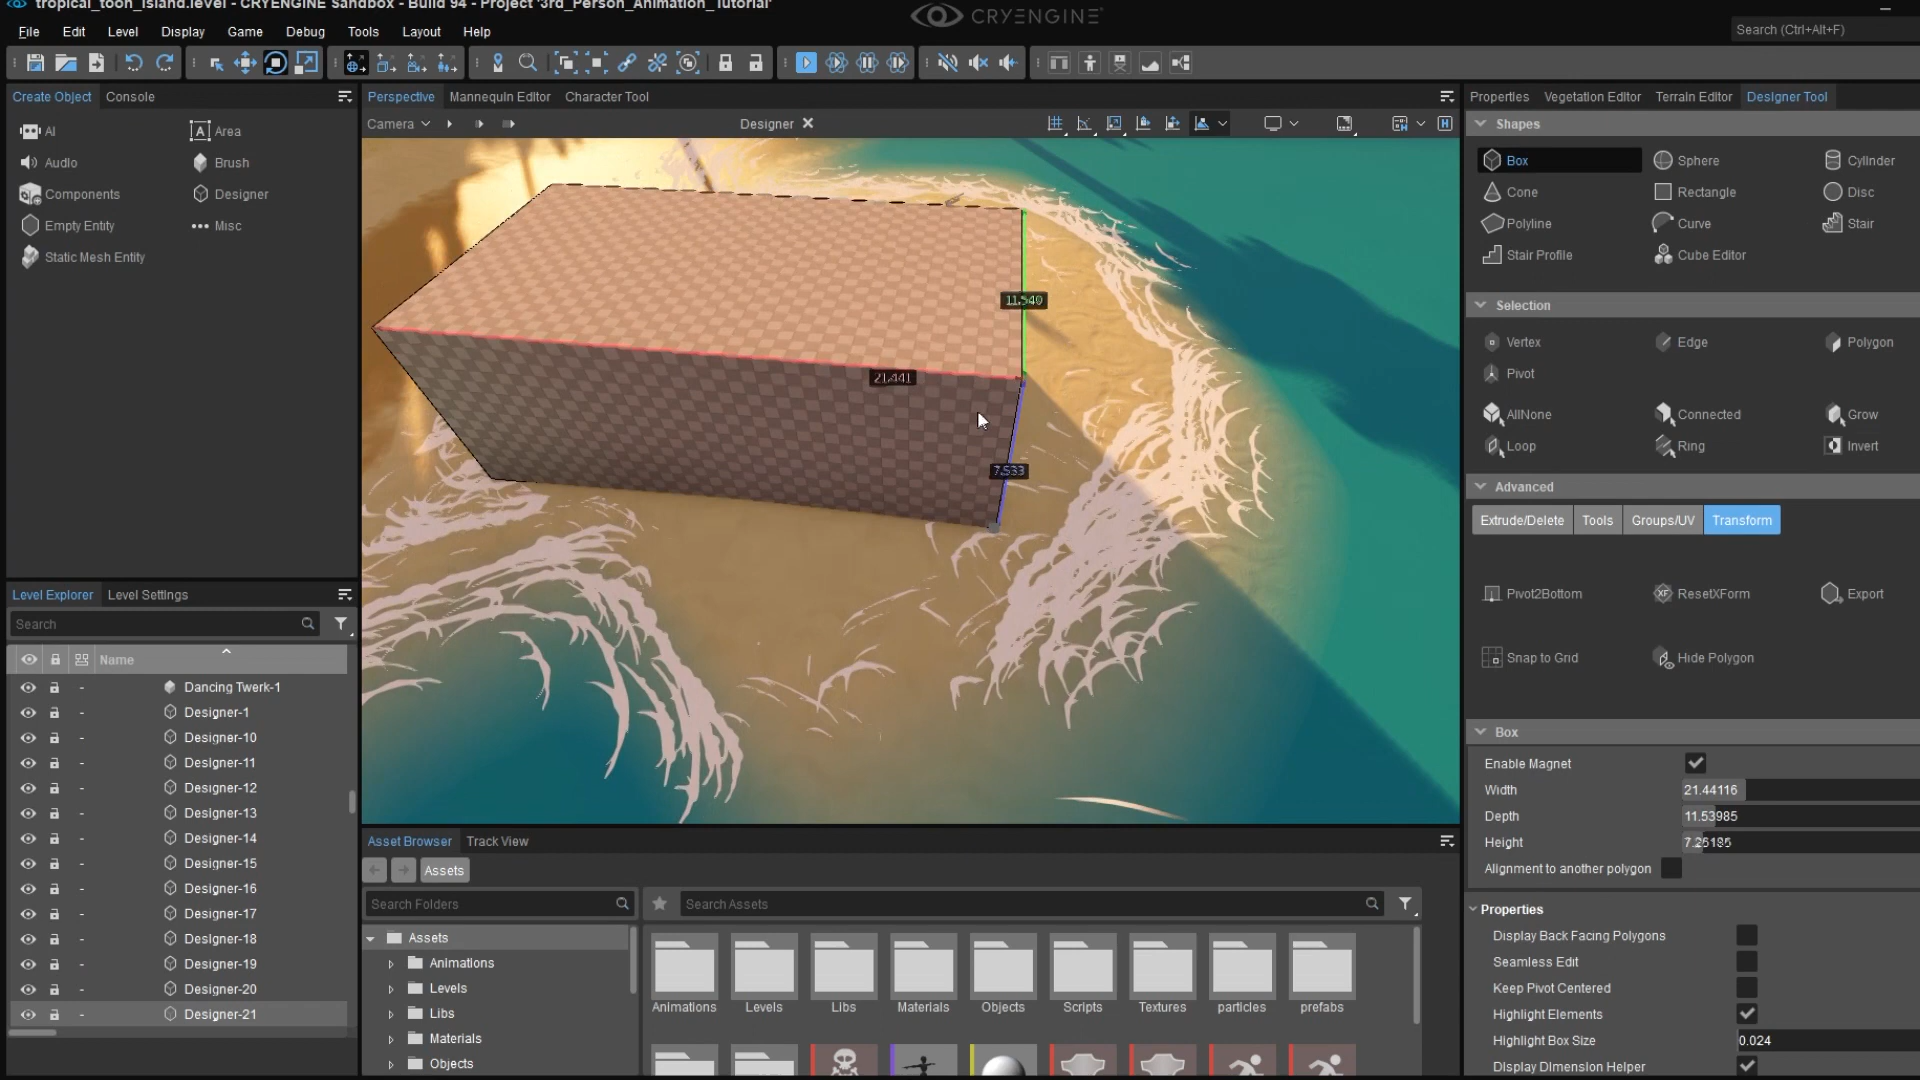 tropical_toon_island.level - CRYENGINE Sandbox - Build 94 - Project '3rd_Person_Animation_Tutorial'
CRYENGINE
File Edit Level Display Game Debug Tools Layout Help
Search (Ctrl+Alt+F)
Create Object Console
AI Area
Audio Brush
Components Designer
Empty Entity Misc
Static Mesh Entity
Level Explorer Level Settings
Search
Name
Dancing Twerk-1
Designer-1
Designer-10
Designer-11
Designer-12
Designer-13
Designer-14
Designer-15
Designer-16
Designer-17
Designer-18
Designer-19
Designer-20
Designer-21
Perspective Mannequin Editor Character Tool
Camera Designer
11.540
21.441
7.533
Asset Browser Track View
Assets
Search Folders
Search Assets
Assets
Animations
Levels
Libs
Materials
Objects
Animations Levels Libs Materials Objects Scripts Textures particles prefabs
Properties Vegetation Editor Terrain Editor Designer Tool
Shapes
Box Sphere Cylinder
Cone Rectangle Disc
Polyline Curve Stair
Stair Profile Cube Editor
Selection
Vertex Edge Polygon
Pivot
AllNone Connected Grow
Loop Ring Invert
Advanced
Extrude/Delete Tools Groups/UV Transform
Pivot2Bottom ResetXForm Export
Snap to Grid Hide Polygon
Box
Enable Magnet
Width 21.44116
Depth 11.53985
Height
Alignment to another polygon
Properties
Display Back Facing Polygons
Seamless Edit
Keep Pivot Centered
Highlight Elements
Highlight Box Size 0.024
Display Dimension Helper